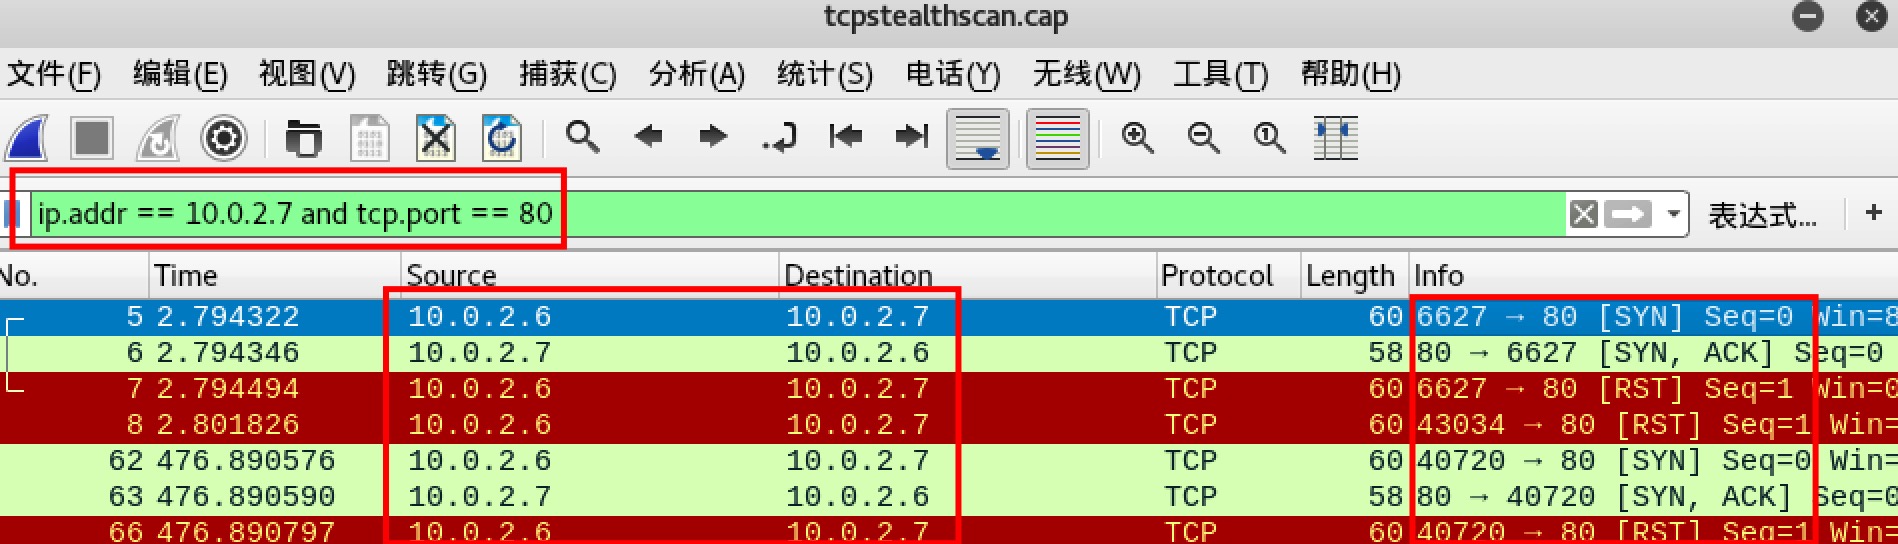 tcpstealthscan.cap
文件(F) 编辑(E) 视图(V) 跳转(G) 捕获(C) 分析(A) 统计(S) 电话(Y) 无线(W) 工具(T) 帮助(H)
ip.addr == 10.0.2.7 and tcp.port == 80 表达式... +
No. Time Source Destination Protocol Length Info
5 2.794322 10.0.2.6 10.0.2.7 TCP 60 6627 → 80 [SYN] Seq=0 Win=8
6 2.794346 10.0.2.7 10.0.2.6 TCP 58 80 → 6627 [SYN, ACK] Seq=0
7 2.794494 10.0.2.6 10.0.2.7 TCP 60 6627 → 80 [RST] Seq=1 Win=0
8 2.801826 10.0.2.6 10.0.2.7 TCP 60 43034 → 80 [RST] Seq=1 Win=
62 476.890576 10.0.2.6 10.0.2.7 TCP 60 40720 → 80 [SYN] Seq=0 Win=
63 476.890590 10.0.2.7 10.0.2.6 TCP 58 80 → 40720 [SYN, ACK] Seq=0
66 476.890797 10.0.2.6 10.0.2.7 TCP 60 40720 → 80 [RST] Seq=1 Win=